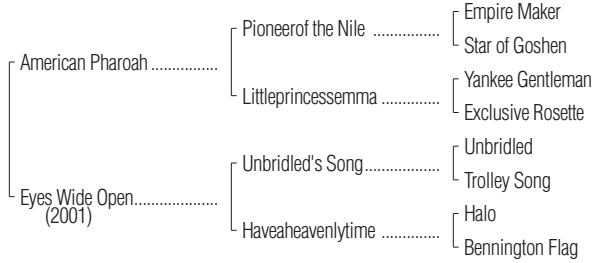 Empire Maker
Pioneerof the Nile ................
Star of Goshen
American Pharoah ................
Yankee Gentleman
Littleprincessemma ..............
Exclusive Rosette
Unbridled
Unbridled's Song..................
Trolley Song
Eyes Wide Open....................
(2001)
Halo
Haveaheavenlytime ..............
Bennington Flag